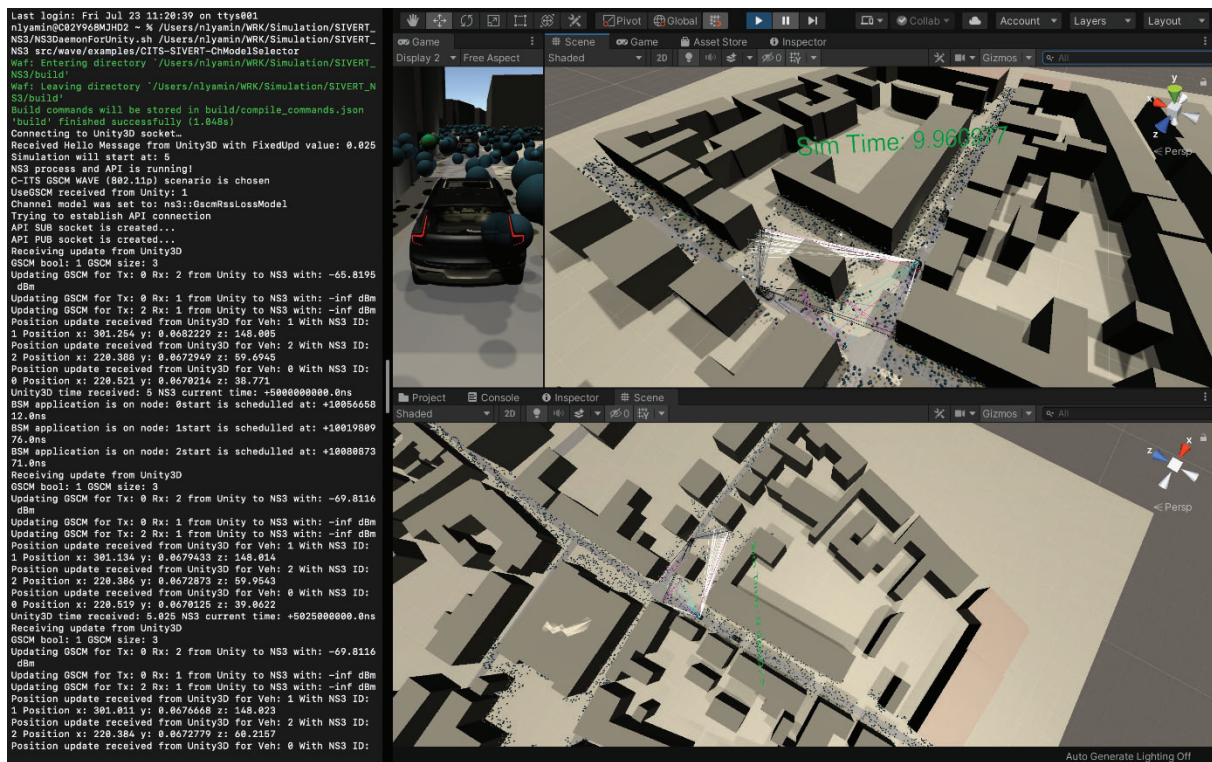 Last login: Fri Jul 23 11:20:39 on ttys001
nlyamin@C02Y968MJHD2 ~ % /Users/nlyamin/WRK/Simulation/SIVERT_
NS3/NS3DaemonForUnity.sh /Users/nlyamin/WRK/Simulation/SIVERT_
NS3 src/wave/examples/CITS-SIVERT-ChModelSelector
Waf: Entering directory `/Users/nlyamin/WRK/Simulation/SIVERT_
NS3/build'
Waf: Leaving directory `/Users/nlyamin/WRK/Simulation/SIVERT_N
S3/build'
Build commands will be stored in build/compile_commands.json
'build' finished successfully (1.048s)
Connecting to Unity3D socket…
Received Hello Message from Unity3D with FixedUpd value: 0.025
Simulation will start at: 5
NS3 process and API is running!
C-ITS GSCM WAVE (802.11p) scenario is chosen
UseGSCM received from Unity: 1
Channel model was set to: ns3::GscmRssLossModel
Trying to establish API connection
API SUB socket is created...
API PUB socket is created...
Receiving update from Unity3D
GSCM bool: 1 GSCM size: 3
Updating GSCM for Tx: 0 Rx: 2 from Unity to NS3 with: -65.8195
dBm
Updating GSCM for Tx: 0 Rx: 1 from Unity to NS3 with: -inf dBm
Updating GSCM for Tx: 2 Rx: 1 from Unity to NS3 with: -inf dBm
Position update received from Unity3D for Veh: 1 With NS3 ID:
1 Position x: 301.254 y: 0.0682229 z: 148.005
Position update received from Unity3D for Veh: 2 With NS3 ID:
2 Position x: 220.388 y: 0.0672949 z: 59.6945
Position update received from Unity3D for Veh: 0 With NS3 ID:
0 Position x: 220.521 y: 0.0670214 z: 38.771
Unity3D time received: 5 NS3 current time: +5000000000.0ns
BSM application is on node: 0start is schedulled at: +10056658
12.0ns
BSM application is on node: 1start is schedulled at: +10019809
76.0ns
BSM application is on node: 2start is schedulled at: +10080873
71.0ns
Receiving update from Unity3D
GSCM bool: 1 GSCM size: 3
Updating GSCM for Tx: 0 Rx: 2 from Unity to NS3 with: -69.8116
dBm
Updating GSCM for Tx: 0 Rx: 1 from Unity to NS3 with: -inf dBm
Updating GSCM for Tx: 2 Rx: 1 from Unity to NS3 with: -inf dBm
Position update received from Unity3D for Veh: 1 With NS3 ID:
1 Position x: 301.134 y: 0.0679433 z: 148.014
Position update received from Unity3D for Veh: 2 With NS3 ID:
2 Position x: 220.386 y: 0.0672873 z: 59.9543
Position update received from Unity3D for Veh: 0 With NS3 ID:
0 Position x: 220.519 y: 0.0670125 z: 39.0622
Unity3D time received: 5.025 NS3 current time: +5025000000.0ns
Receiving update from Unity3D
GSCM bool: 1 GSCM size: 3
Updating GSCM for Tx: 0 Rx: 2 from Unity to NS3 with: -69.8116
dBm
Updating GSCM for Tx: 0 Rx: 1 from Unity to NS3 with: -inf dBm
Updating GSCM for Tx: 2 Rx: 1 from Unity to NS3 with: -inf dBm
Position update received from Unity3D for Veh: 1 With NS3 ID:
1 Position x: 301.011 y: 0.0676668 z: 148.023
Position update received from Unity3D for Veh: 2 With NS3 ID:
2 Position x: 220.384 y: 0.0672779 z: 60.2157
Position update received from Unity3D for Veh: 0 With NS3 ID:
Pivot Global Collab Account Layers Layout
Game
Display 2 Free Aspect
Scene Game Asset Store Inspector
Shaded 2D Gizmos All
Sim Time: 9.960977
y
x
z
Persp
Project Console Inspector Scene
Shaded 2D 0 Gizmos All
x
z
Persp
Auto Generate Lighting Off